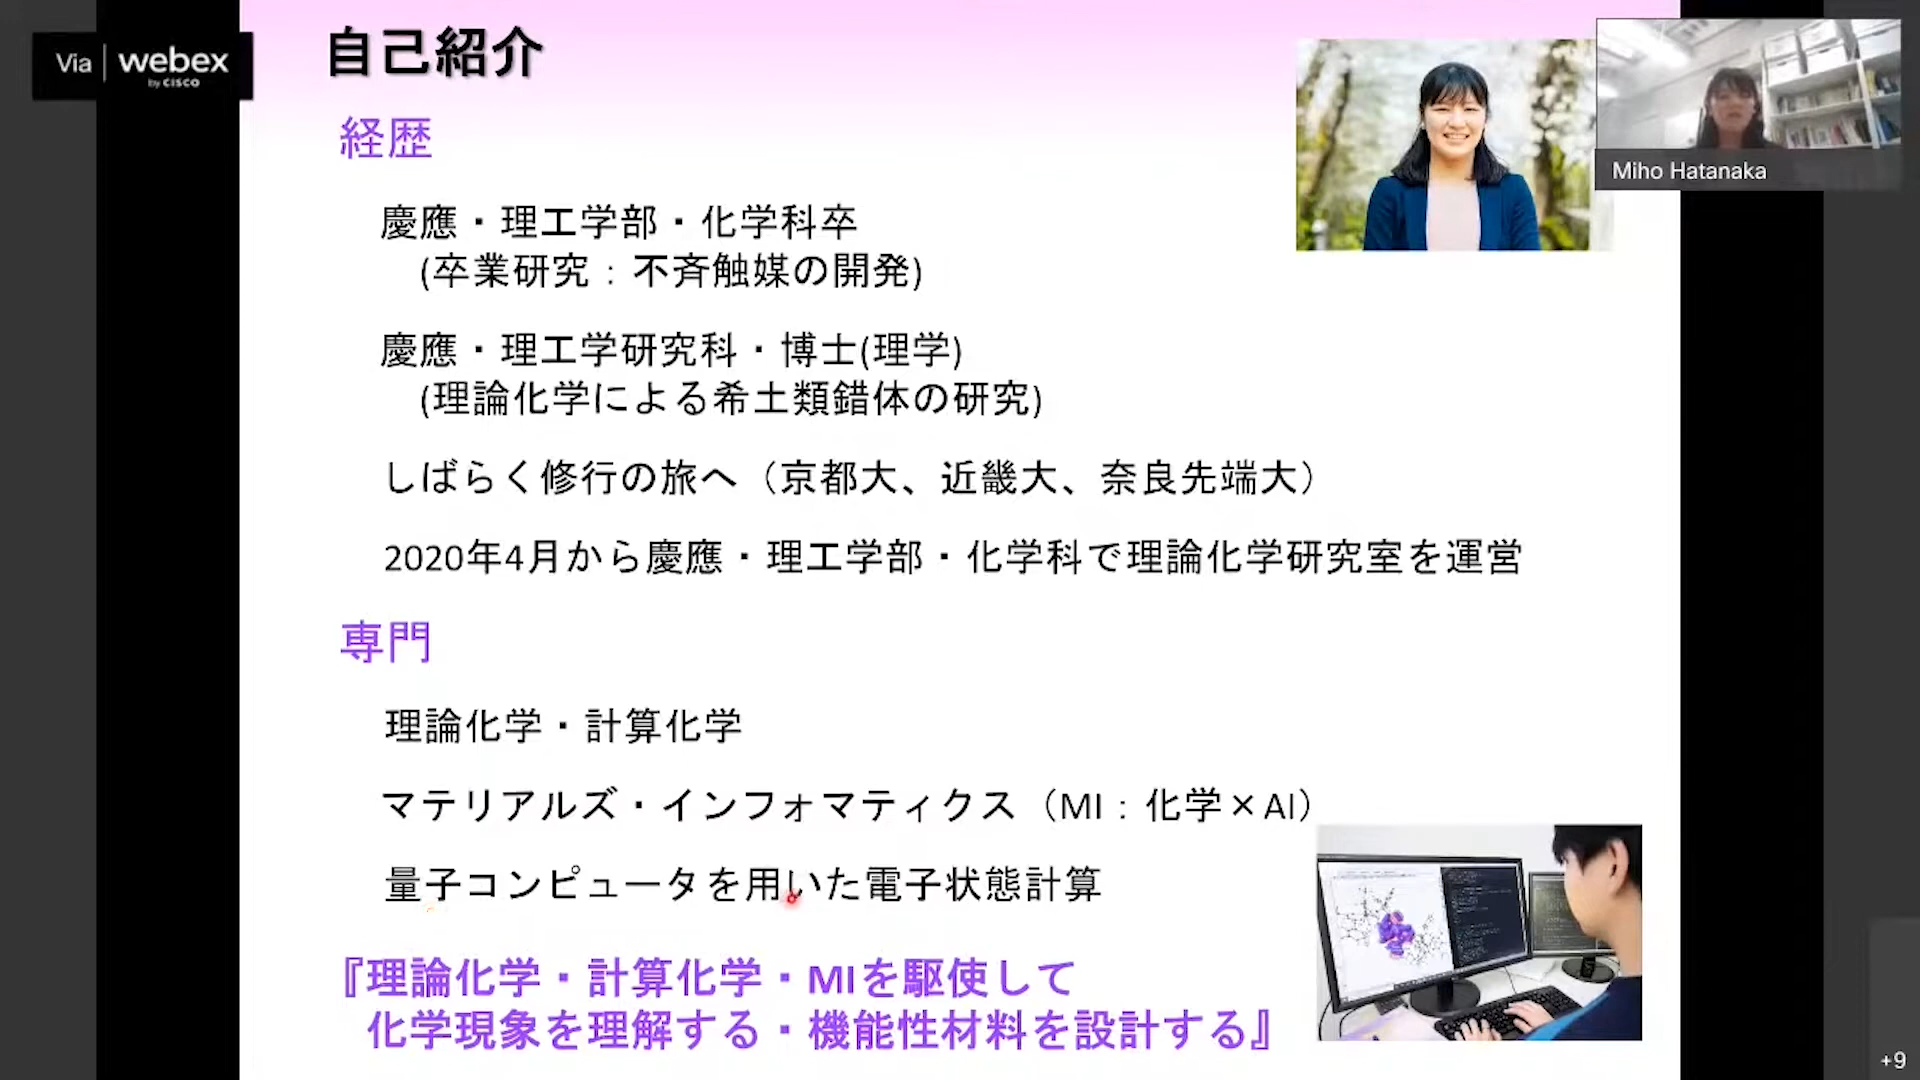 Via webex
by CISCO
自己紹介
Miho Hatanaka
経歴
慶應・理工学部・化学科卒
(卒業研究：不斉触媒の開発)
慶應・理工学研究科・博士(理学)
(理論化学による希土類錯体の研究)
しばらく修行の旅へ（京都大、近畿大、奈良先端大）
2020年4月から慶應・理工学部・化学科で理論化学研究室を運営
専門
理論化学・計算化学
マテリアルズ・インフォマティクス（MI：化学×AI）
量子コンピュータを用いた電子状態計算
『理論化学・計算化学・MIを駆使して
化学現象を理解する・機能性材料を設計する』
+9